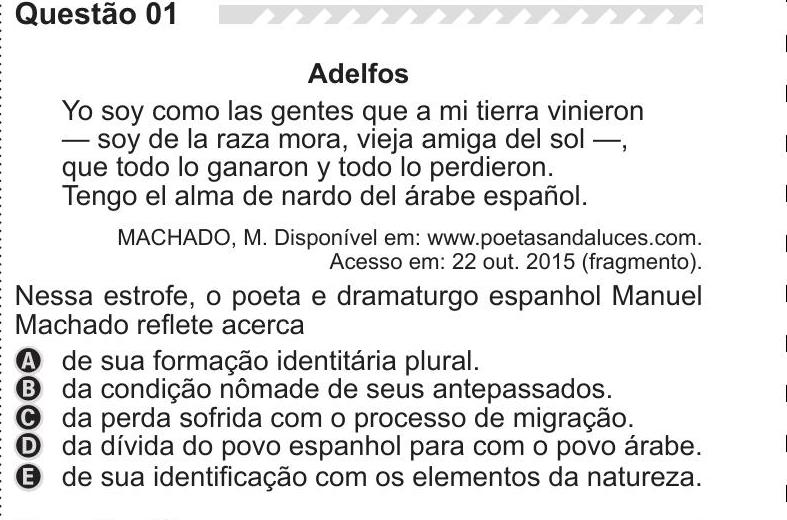 Questão 01
Adelfos
Yo soy como las gentes que a mi tierra vinieron
— soy de la raza mora, vieja amiga del sol —,
que todo lo ganaron y todo lo perdieron.
Tengo el alma de nardo del árabe español.
MACHADO, M. Disponível em: www.poetasandaluces.com.
Acesso em: 22 out. 2015 (fragmento).
Nessa estrofe, o poeta e dramaturgo espanhol Manuel
Machado reflete acerca
A de sua formação identitária plural.
B da condição nômade de seus antepassados.
C da perda sofrida com o processo de migração.
D da dívida do povo espanhol para com o povo árabe.
E de sua identificação com os elementos da natureza.